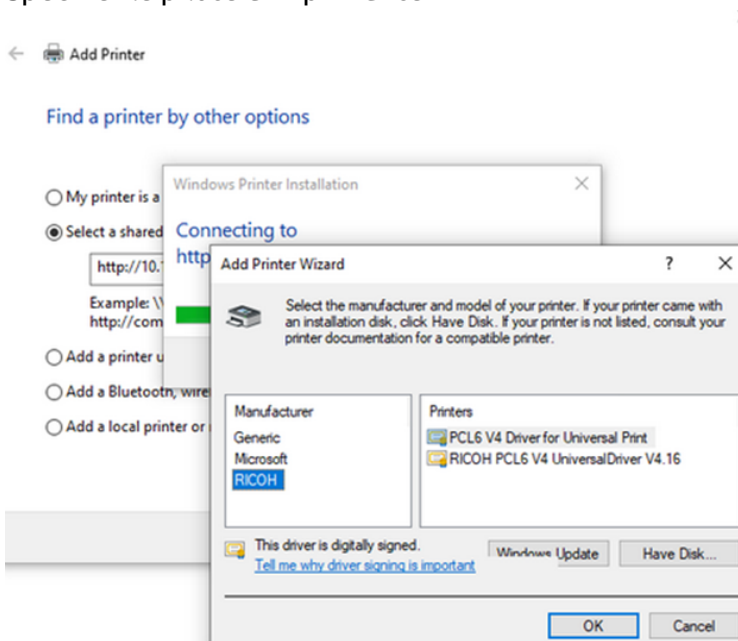 Add Printer
Find a printer by other options
My printer is a
Select a shared
http://10.
Example: \\
http://com
Add a printer u
Add a Bluetooth, wire
Add a local printer or
Windows Printer Installation
Connecting to
http
Add Printer Wizard
?
Select the manufacturer and model of your printer. If your printer came with
an installation disk, click Have Disk. If your printer is not listed, consult your
printer documentation for a compatible printer.
Manufacturer
Generic
Microsoft
RICOH
Printers
PCL6 V4 Driver for Universal Print
RICOH PCL6 V4 UniversalDriver V4.16
This driver is digitally signed.
Tell me why driver signing is important
Windows Update
Have Disk...
OK
Cancel